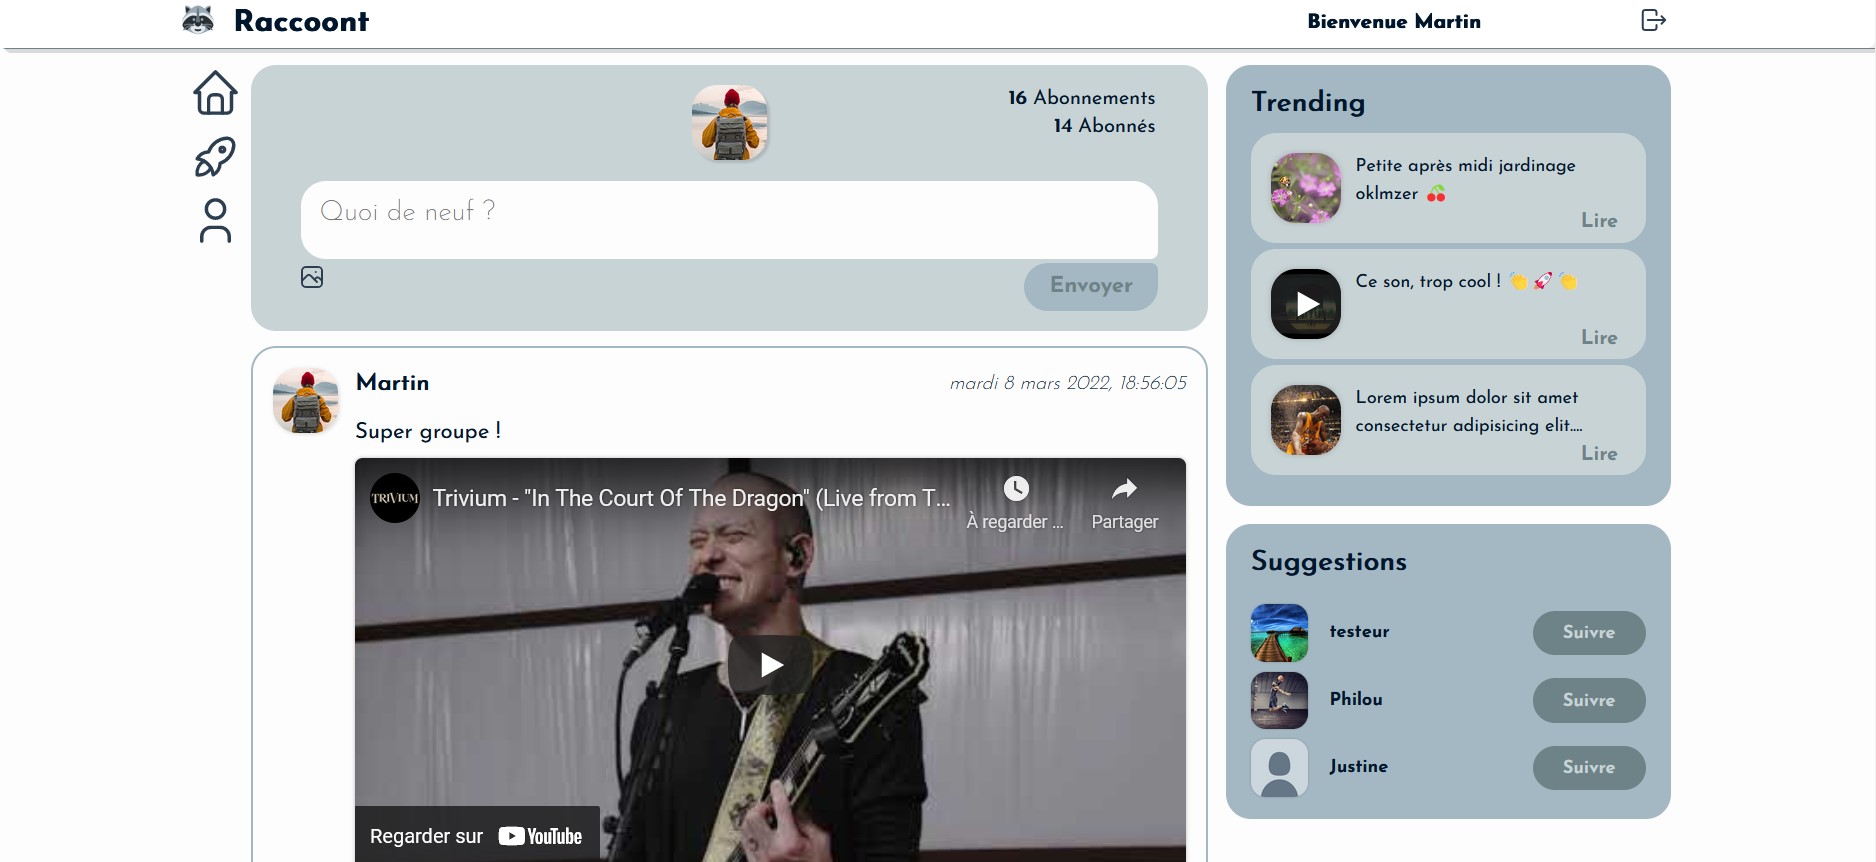 Raccoont
Bienvenue Martin
16 Abonnements
14 Abonnés
Quoi de neuf ?
Envoyer
Martin
mardi 8 mars 2022, 18:56:05
Super groupe !
TRIVIUM
Trivium - "In The Court Of The Dragon" (Live from T...
À regarder ...
Partager
Regarder sur YouTube
Trending
Petite après midi jardinage
oklmzer 🍒
Lire
Ce son, trop cool ! 👏🚀👏
Lire
Lorem ipsum dolor sit amet
consectetur adipisicing elit....
Lire
Suggestions
testeur
Suivre
Philou
Suivre
Justine
Suivre